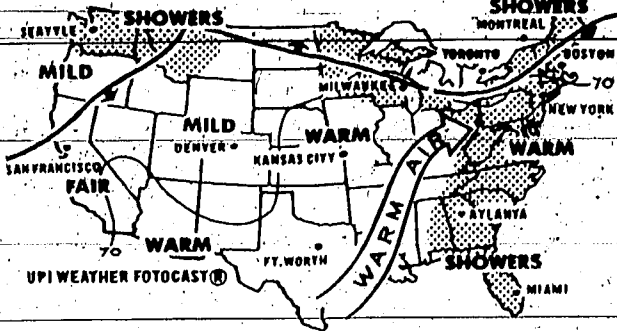 SHOWERS
SHOWERS
SEATTLE
MONTREAL
TORONTO
BOSTON
MILD
MILWAUKEE
70
NEW YORK
MILD
WARM
DENVER
KANSAS CITY
WARM
SAN FRANCISCO
FAIR
WARM AIR
ATLANTA
70
WARM
FT. WORTH
SHOWERS
UPI WEATHER FOTOCAST®
MIAMI